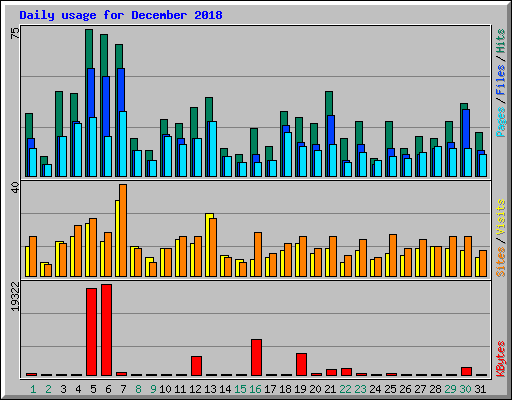 Daily usage for December 2018
75
Pages / Files / Hits
40
Sites / Visits
19322
KBytes
1 2 3 4 5 6 7 8 9 10 11 12 13 14 15 16 17 18 19 20 21 22 23 24 25 26 27 28 29 30 31